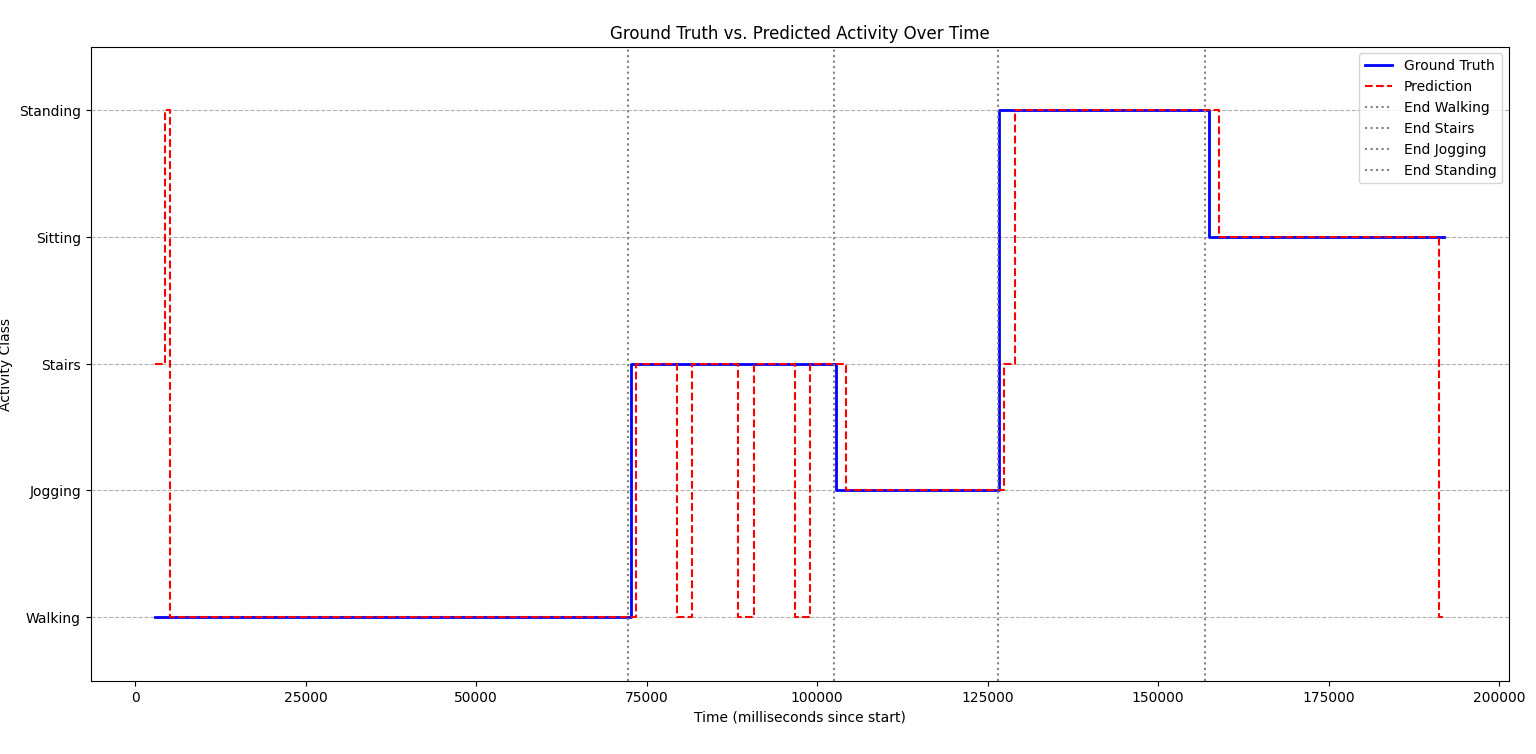 Ground Truth vs. Predicted Activity Over Time
Ground Truth
Prediction
End Walking
End Stairs
End Jogging
End Standing
Standing
Sitting
Stairs
Jogging
Walking
Activity Class
0 25000 50000 75000 100000 125000 150000 175000 200000
Time (milliseconds since start)